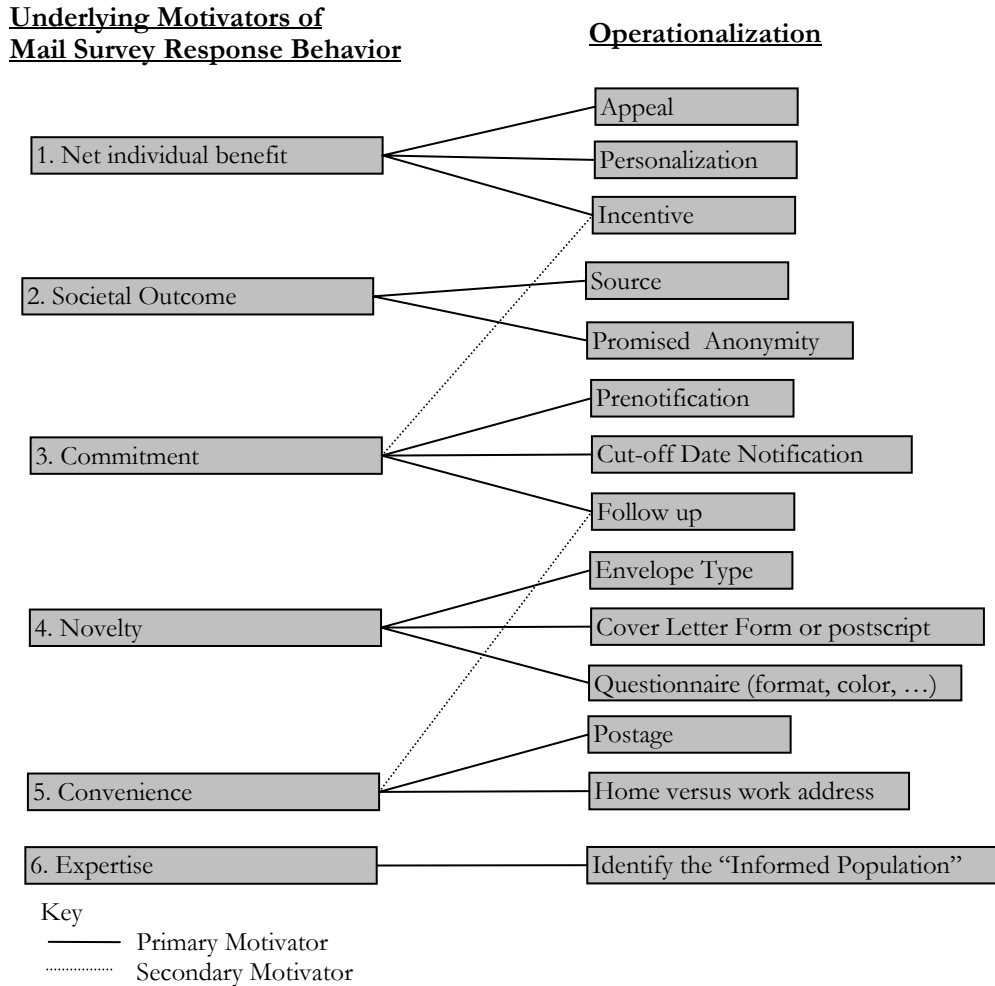 Underlying Motivators of
Mail Survey Response Behavior
Operationalization
1. Net individual benefit
Appeal
Personalization
Incentive
2. Societal Outcome
Source
Promised Anonymity
3. Commitment
Prenotification
Cut-off Date Notification
Follow up
4. Novelty
Envelope Type
Cover Letter Form or postscript
Questionnaire (format, color, …)
5. Convenience
Postage
Home versus work address
6. Expertise
Identify the “Informed Population”
Key
Primary Motivator
Secondary Motivator